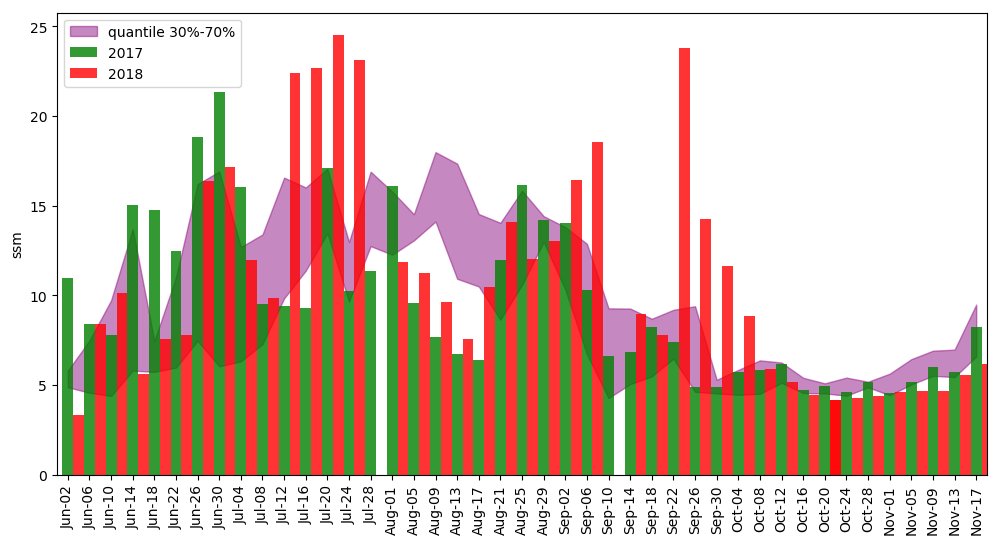 25
20
15
10
5
0
ssm
quantile 30%-70%
2017
2018
Jun-02
Jun-06
Jun-10
Jun-14
Jun-18
Jun-22
Jun-26
Jun-30
Jul-04
Jul-08
Jul-12
Jul-16
Jul-20
Jul-24
Jul-28
Aug-01
Aug-05
Aug-09
Aug-13
Aug-17
Aug-21
Aug-25
Aug-29
Sep-02
Sep-06
Sep-10
Sep-14
Sep-18
Sep-22
Sep-26
Sep-30
Oct-04
Oct-08
Oct-12
Oct-16
Oct-20
Oct-24
Oct-28
Nov-01
Nov-05
Nov-09
Nov-13
Nov-17